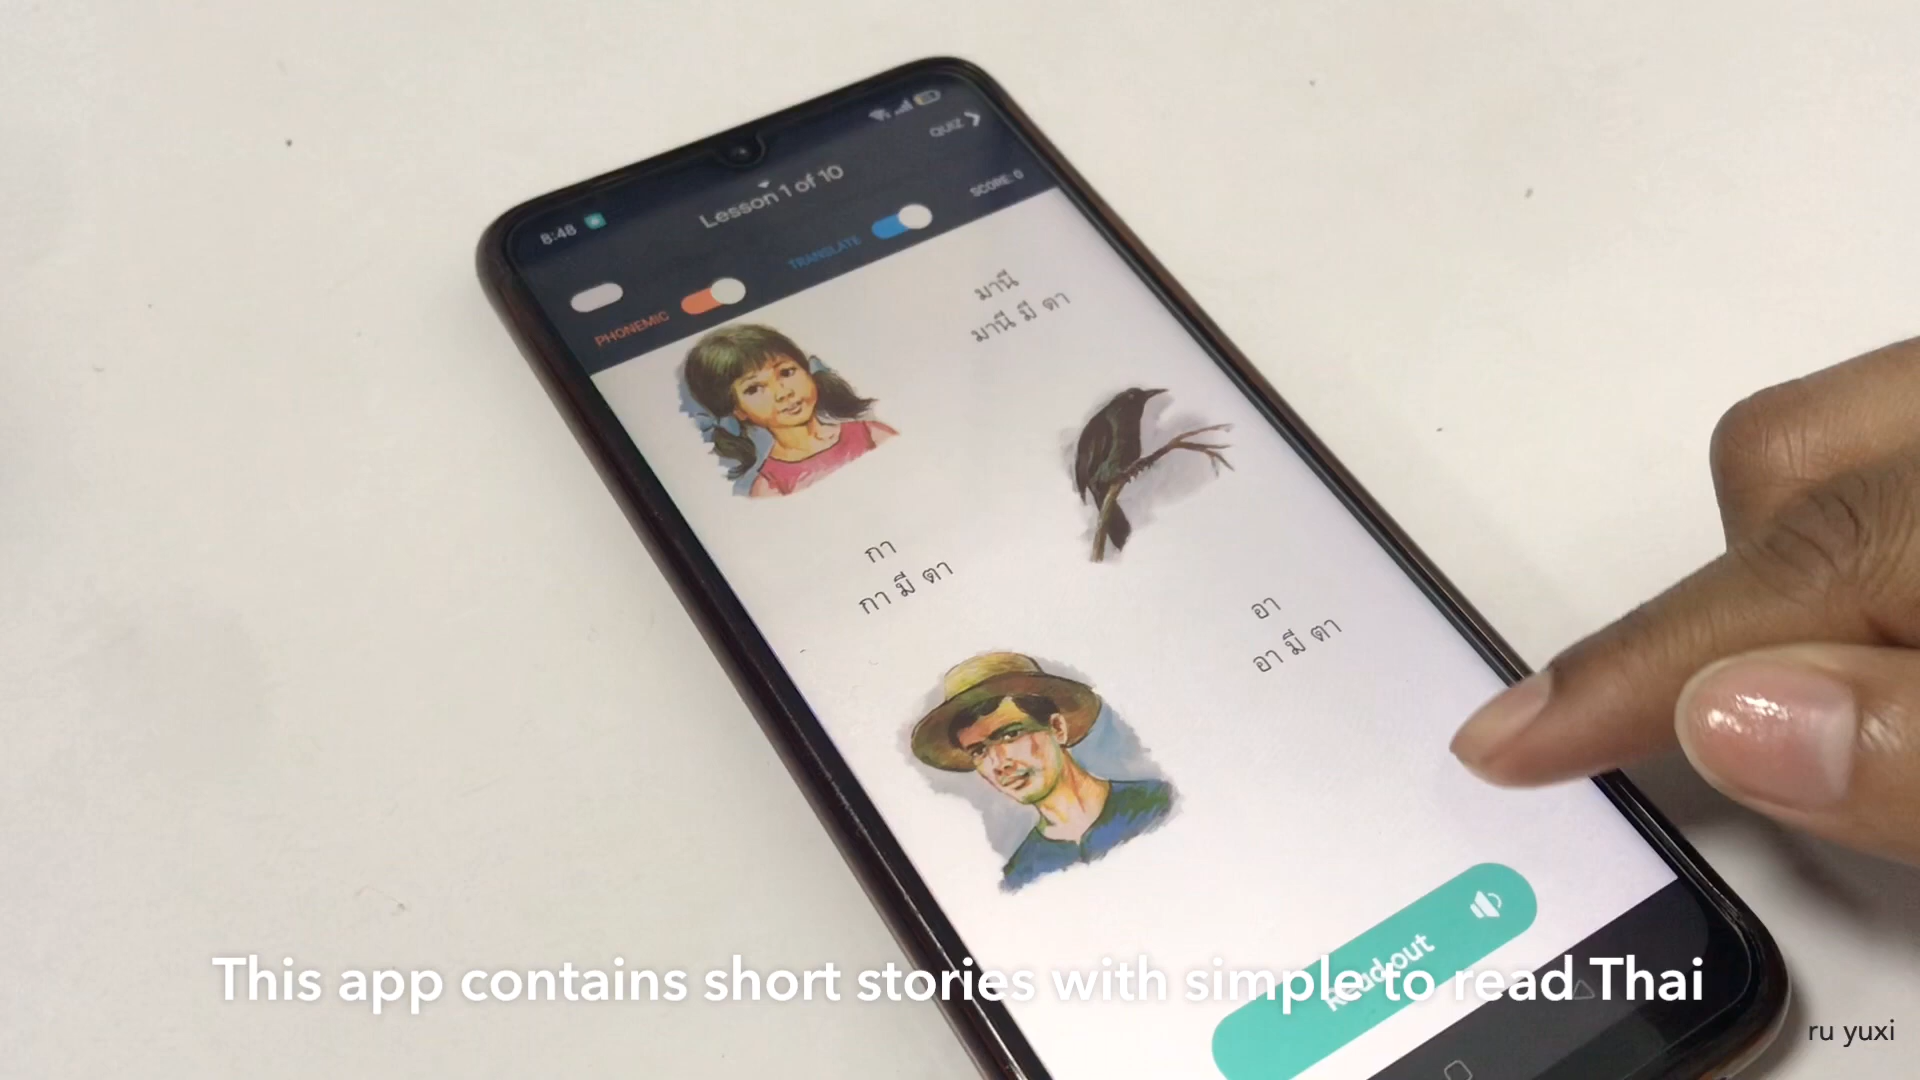 8:48
Lesson 1 of 10
QUIZ
PHONEMIC
TRANSLATE
SCORE: 0
มานี
มานี มี ตา
กา
กา มี ตา
อา
อา มี ตา
Read out
This app contains short stories with simple to read Thai
ru yuxi